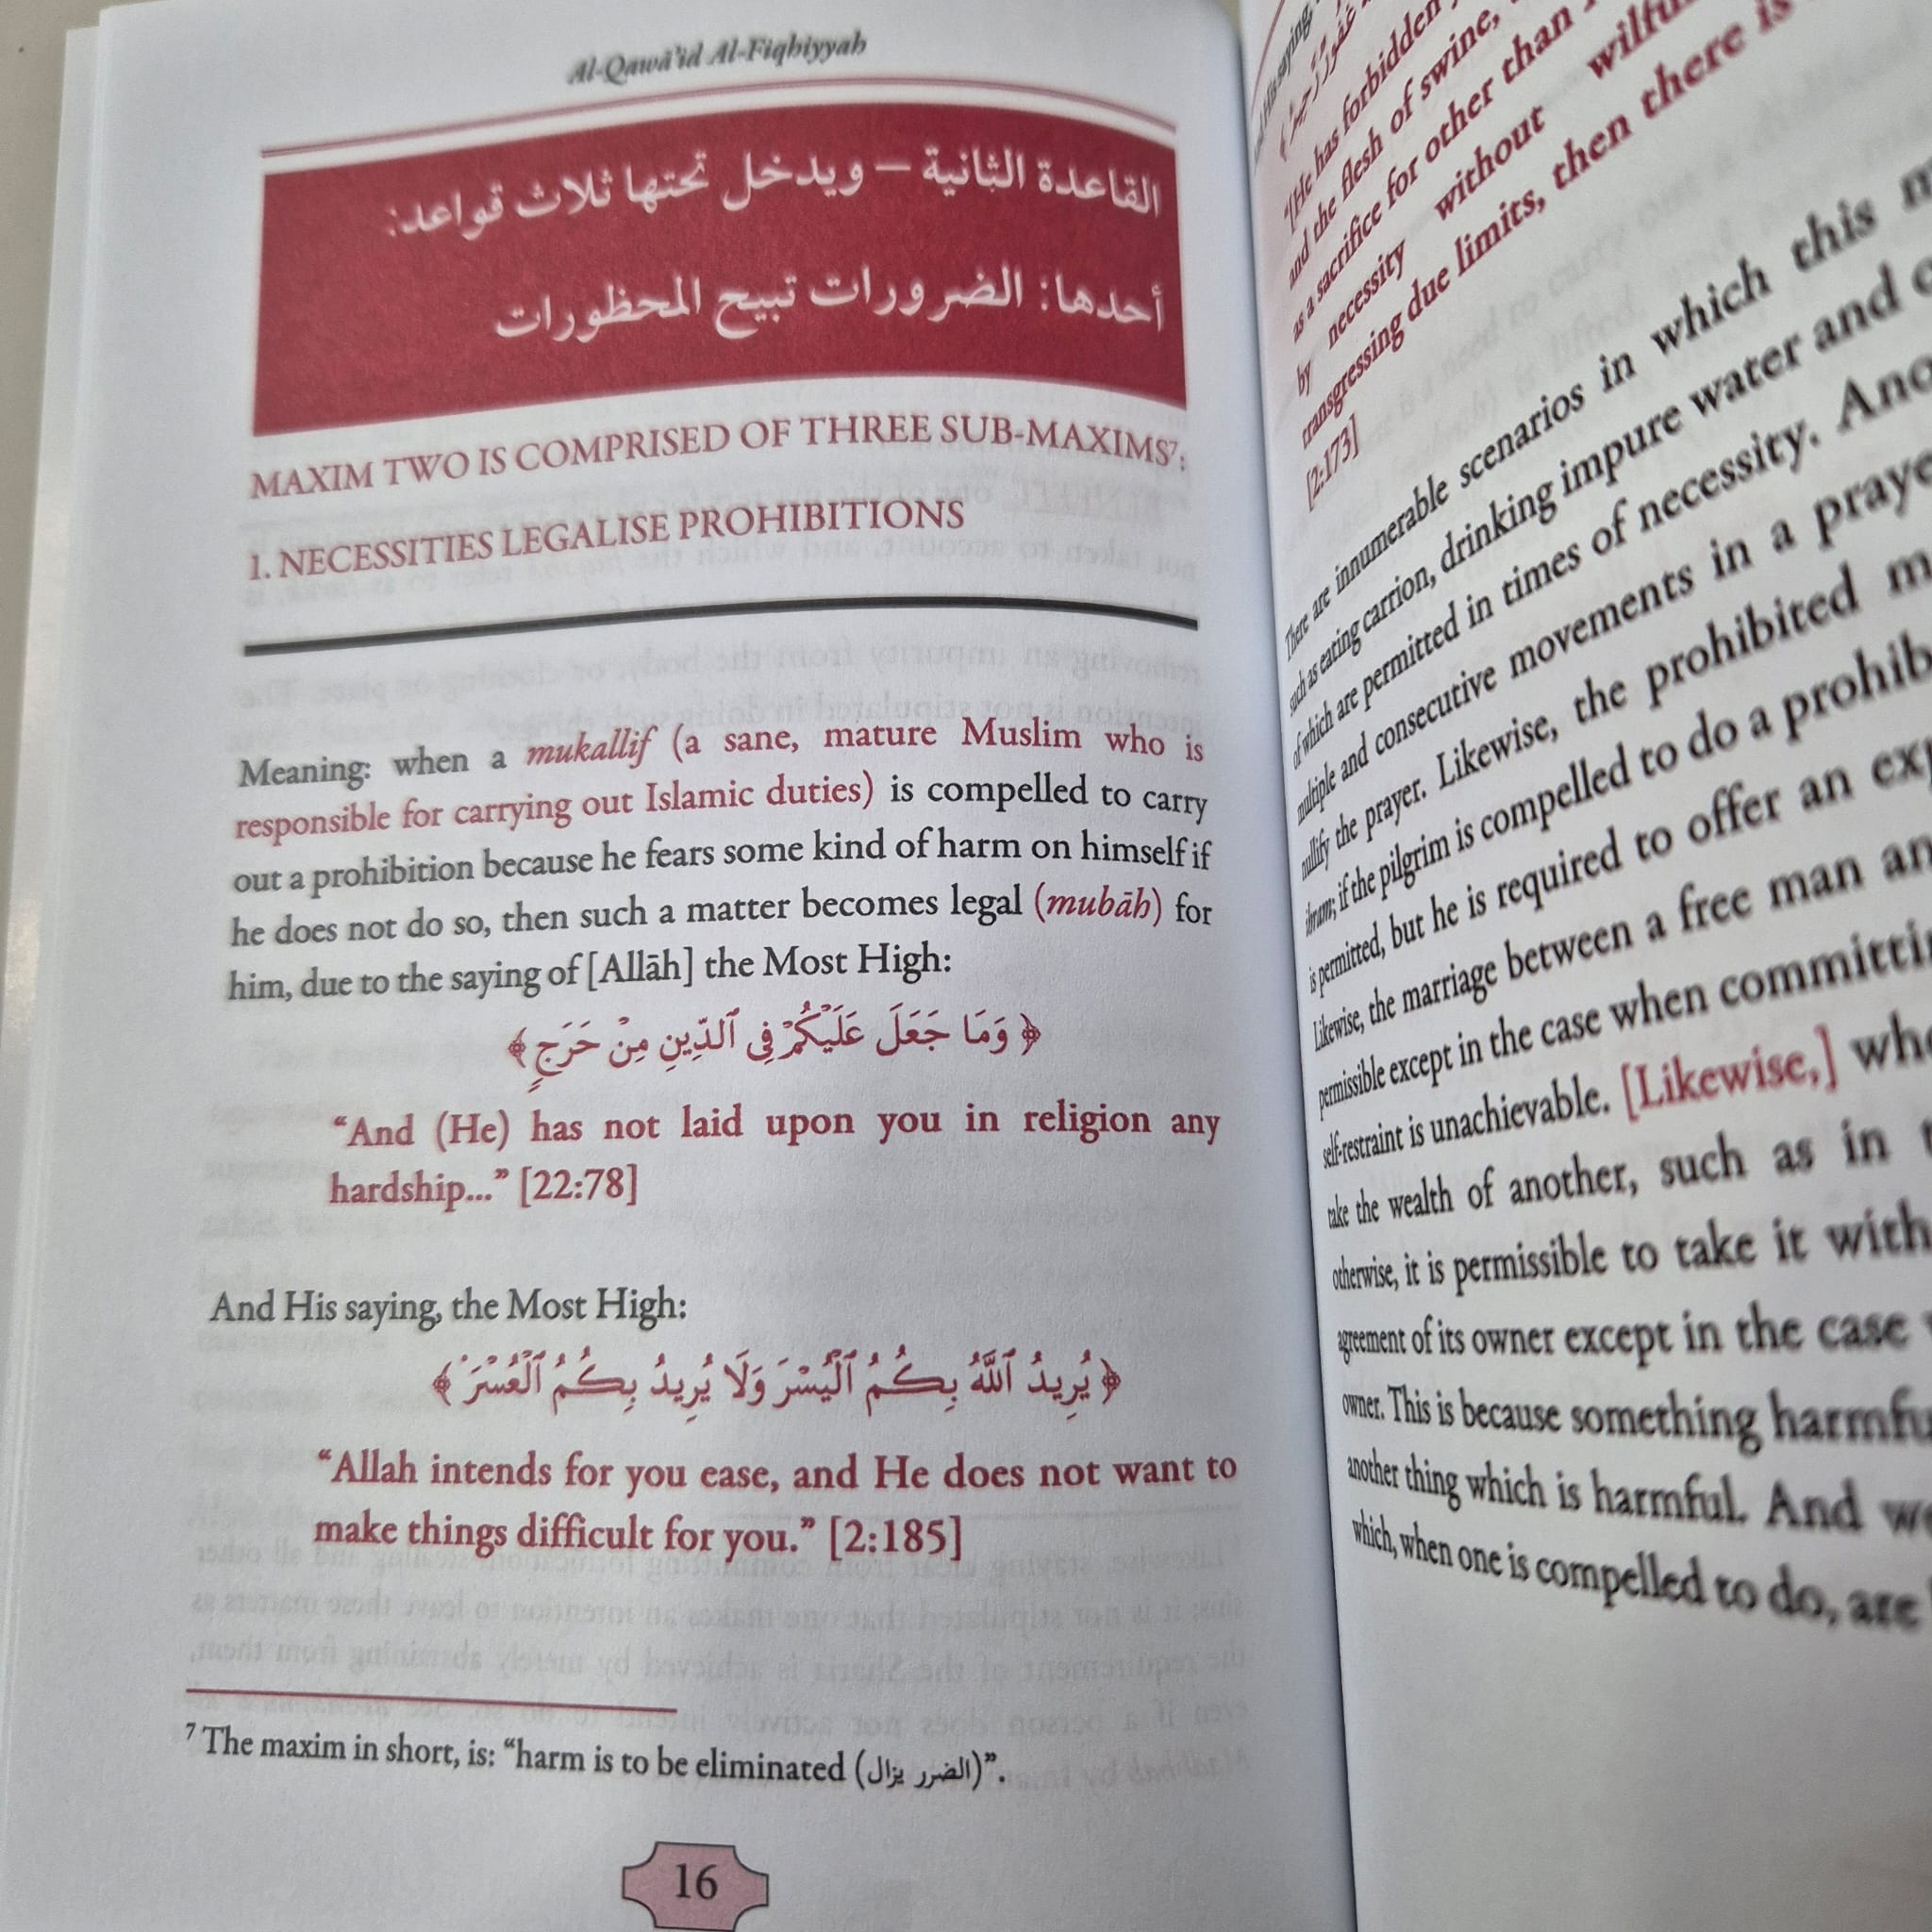 Al-Qawā'id Al-Fiqhiyyah
القاعدة الثانية – ويدخل تحتها ثلاث قواعد:
أحدها: الضرورات تبيح المحظورات
MAXIM TWO IS COMPRISED OF THREE SUB-MAXIMS⁷:
1. NECESSITIES LEGALISE PROHIBITIONS
Meaning: when a mukallif (a sane, mature Muslim who is
responsible for carrying out Islamic duties) is compelled to carry
out a prohibition because he fears some kind of harm on himself if
he does not do so, then such a matter becomes legal (mubāh) for
him, due to the saying of [Allāh] the Most High:
﴿ وَمَا جَعَلَ عَلَيْكُمْ فِي ٱلدِّينِ مِنْ حَرَجٍ ﴾
“And (He) has not laid upon you in religion any
hardship...” [22:78]
And His saying, the Most High:
﴿ يُرِيدُ ٱللَّهُ بِكُمُ ٱلْيُسْرَ وَلَا يُرِيدُ بِكُمُ ٱلْعُسْرَ ﴾
“Allah intends for you ease, and He does not want to
make things difficult for you.” [2:185]
⁷ The maxim in short, is: “harm is to be eliminated (الضرر يزال)”.
16
His saying,
“[He has forbidden
and the flesh of swine,
as a sacrifice for other than
by necessity without
transgressing due limits, then there is
[2:173]
There are innumerable scenarios in which this
such as eating carrion, drinking impure water and
of which are permitted in times of necessity.
multiple and consecutive movements in a
nullify the prayer. Likewise, the prohibited
ihram; if the pilgrim is compelled to do a
is permitted, but he is required to offer an
Likewise, the marriage between a free man
permissible except in the case when
self-restraint is unachievable. [Likewise,]
take the wealth of another, such as in
otherwise, it is permissible to take it with
agreement of its owner except in the case
owner. This is because something
another thing which is harmful. And
which, when one is compelled to do, are